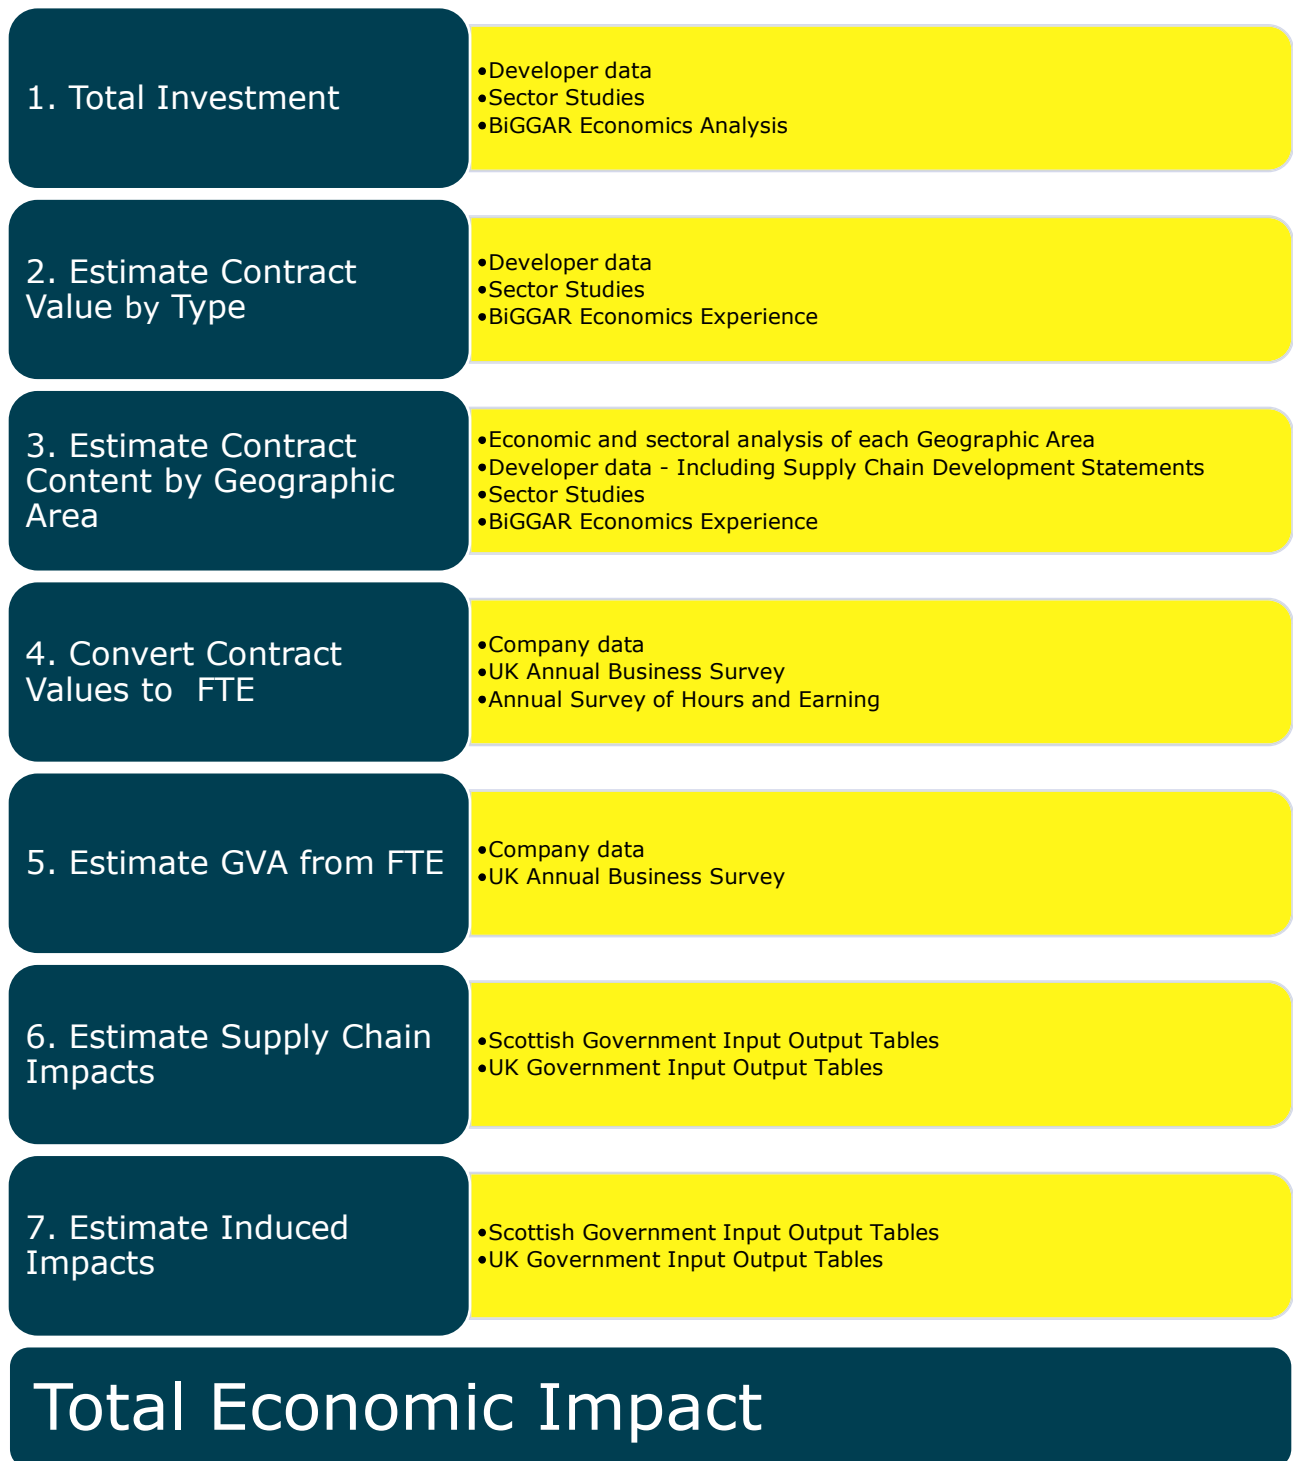 1. Total Investment
•Developer data
•Sector Studies
•BiGGAR Economics Analysis
2. Estimate Contract
Value by Type
•Developer data
•Sector Studies
•BiGGAR Economics Experience
3. Estimate Contract
Content by Geographic
Area
•Economic and sectoral analysis of each Geographic Area
•Developer data - Including Supply Chain Development Statements
•Sector Studies
•BiGGAR Economics Experience
4. Convert Contract
Values to  FTE
•Company data
•UK Annual Business Survey
•Annual Survey of Hours and Earning
5. Estimate GVA from FTE
•Company data
•UK Annual Business Survey
6. Estimate Supply Chain
Impacts
•Scottish Government Input Output Tables
•UK Government Input Output Tables
7. Estimate Induced
Impacts
•Scottish Government Input Output Tables
•UK Government Input Output Tables
Total Economic Impact